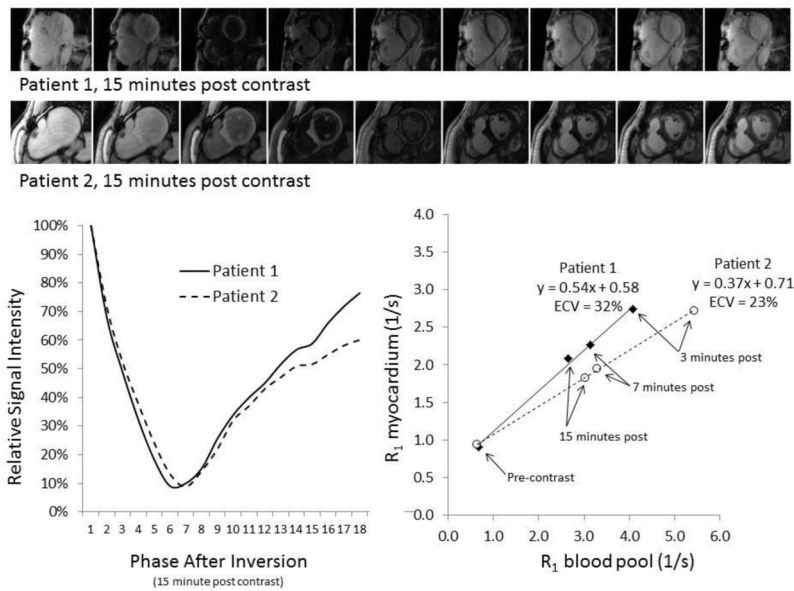 Patient 1, 15 minutes post contrast
Patient 2, 15 minutes post contrast
Relative Signal Intensity
100%
90%
80%
70%
60%
50%
40%
30%
20%
10%
0%
Patient 1
Patient 2
1 2 3 4 5 6 7 8 9 10 11 12 13 14 15 16 17 18
Phase After Inversion
(15 minute post contrast)
R1 myocardium (1/s)
4.0
3.5
3.0
2.5
2.0
1.5
1.0
0.5
0.0
Patient 1
y = 0.54x + 0.58
ECV = 32%
Patient 2
y = 0.37x + 0.71
ECV = 23%
3 minutes post
7 minutes post
15 minutes post
Pre-contrast
0.0 1.0 2.0 3.0 4.0 5.0 6.0
R1 blood pool (1/s)